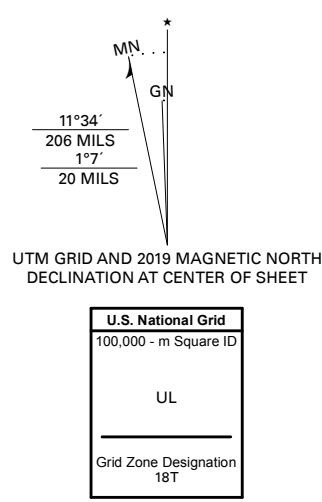 ★
MN
GN
11°34´
206 MILS
1°7´
20 MILS
UTM GRID AND 2019 MAGNETIC NORTH
DECLINATION AT CENTER OF SHEET
U.S. National Grid
100,000 - m Square ID
UL
Grid Zone Designation
18T